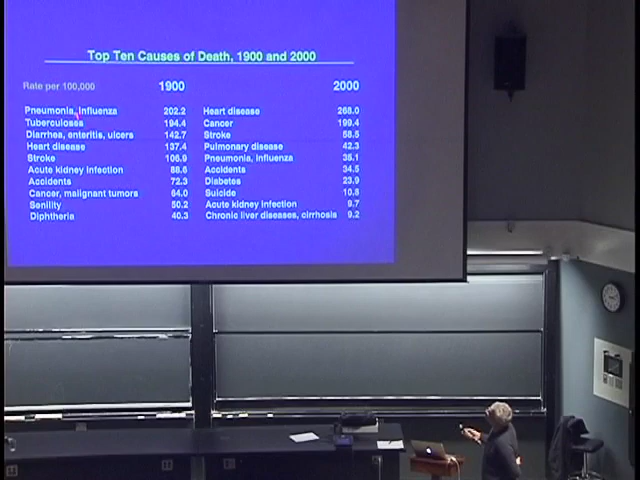 Top Ten Causes of Death, 1900 and 2000
Rate per 100,000 1900 2000
Pneumonia, influenza 202.2 Heart disease 268.0
Tuberculosis 194.4 Cancer 199.4
Diarrhea, enteritis, ulcers 142.7 Stroke 58.5
Heart disease 137.4 Pulmonary disease 42.3
Stroke 106.9 Pneumonia, influenza 35.1
Acute kidney infection 88.6 Accidents 34.5
Accidents 72.3 Diabetes 23.9
Cancer, malignant tumors 64.0 Suicide 10.8
Senility 50.2 Acute kidney infection 9.7
Diphtheria 40.3 Chronic liver diseases, cirrhosis 9.2